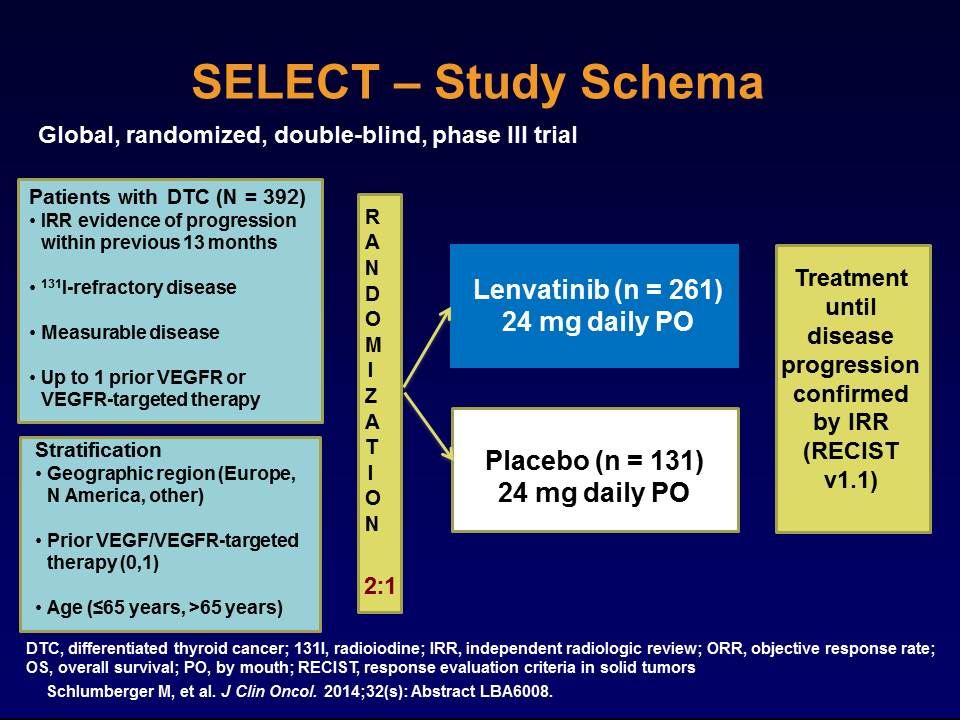 SELECT – Study Schema
Global, randomized, double-blind, phase III trial
Patients with DTC (N = 392)
• IRR evidence of progression
within previous 13 months
• 131I-refractory disease
• Measurable disease
• Up to 1 prior VEGFR or
VEGFR-targeted therapy
Stratification
• Geographic region (Europe,
N America, other)
• Prior VEGF/VEGFR-targeted
therapy (0,1)
• Age (≤65 years, >65 years)
R
A
N
D
O
M
I
Z
A
T
I
O
N
2:1
Lenvatinib (n = 261)
24 mg daily PO
Placebo (n = 131)
24 mg daily PO
Treatment
until
disease
progression
confirmed
by IRR
(RECIST
v1.1)
DTC, differentiated thyroid cancer; 131I, radioiodine; IRR, independent radiologic review; ORR, objective response rate;
OS, overall survival; PO, by mouth; RECIST, response evaluation criteria in solid tumors
Schlumberger M, et al. J Clin Oncol. 2014;32(s): Abstract LBA6008.